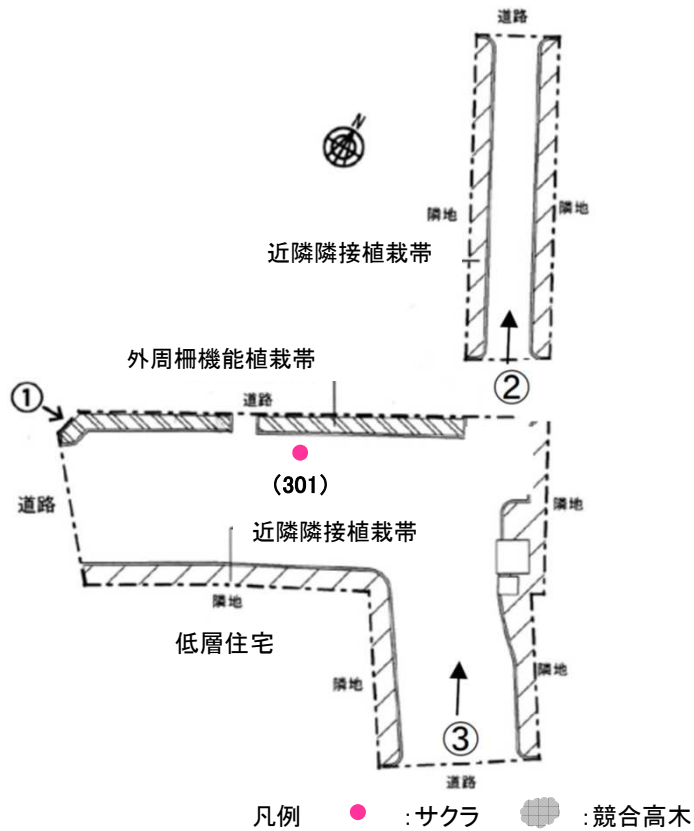 道路
N
隣地
隣地
近隣隣接植栽帯
外周柵機能植栽帯
②
①
道路
(301)
道路
隣地
近隣隣接植栽帯
隣地
低層住宅
隣地
隣地
③
道路
凡例 :サクラ :競合高木